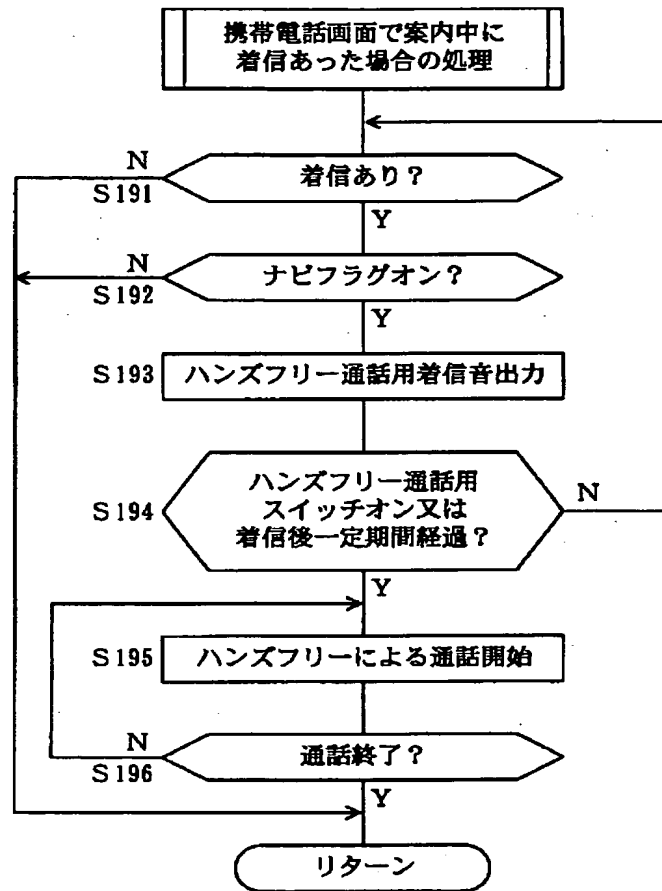 携帯電話画面で案内中に
着信あった場合の処理
N
S191
着信あり?
Y
N
S192
ナビフラグオン?
Y
S193
ハンズフリー通話用着信音出力
S194
ハンズフリー通話用
スイッチオン又は
着信後一定期間経過?
N
Y
S195
ハンズフリーによる通話開始
N
S196
通話終了?
Y
リターン